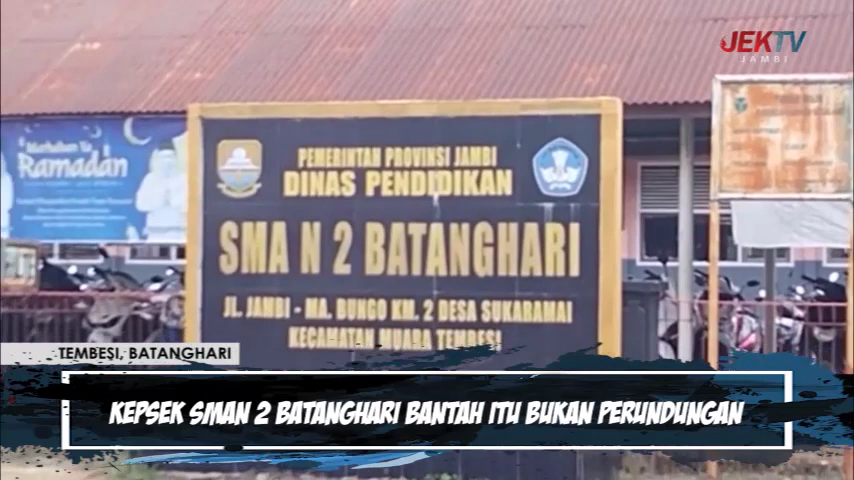 JEKTV
JAMBI
Marhaban Ya
Ramadan
PEMERINTAH PROVINSI JAMBI
DINAS PENDIDIKAN
SMA N 2 BATANGHARI
JL. JAMBI - MA. BUNGO KM. 2 DESA SUKARAMAI
KECAMATAN MUARA TEMBESI
TEMBESI, BATANGHARI
KEPSEK SMAN 2 BATANGHARI BANTAH ITU BUKAN PERUNDUNGAN